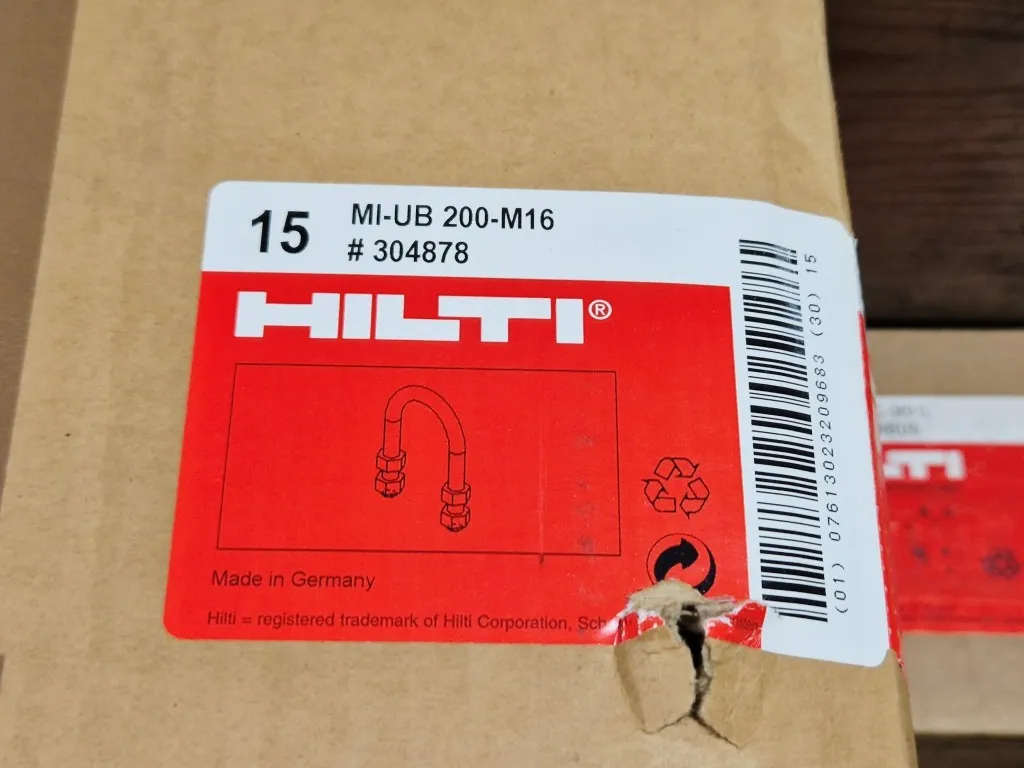 15
MI-UB 200-M16
# 304878
HILTI®
Made in Germany
Hilti = registered trademark of Hilti Corporation,
(01) 07613023209683 (30) 15
LTI